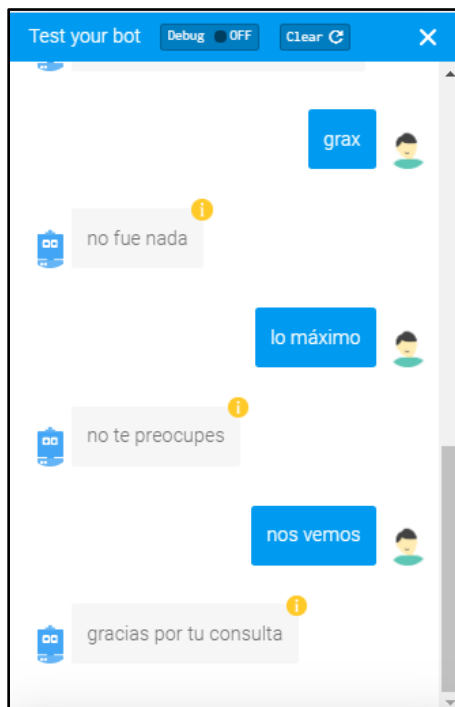 Test your bot
Debug OFF
Clear
grax
no fue nada
lo máximo
no te preocupes
nos vemos
gracias por tu consulta